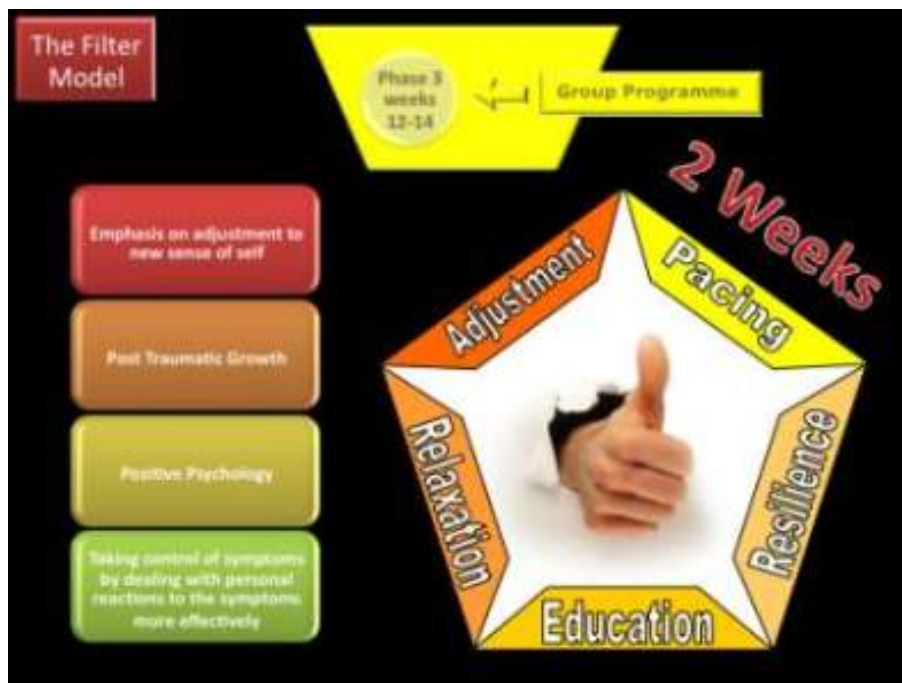 The Filter
Model
Phase 3
weeks
12-14
Group Programme
2 Weeks
Emphasis on adjustment to
new sense of self
Post Traumatic Growth
Positive Psychology
Taking control of symptoms
by dealing with personal
reactions to the symptoms
more effectively
Adjustment
Pacing
Relaxation
Resilience
Education